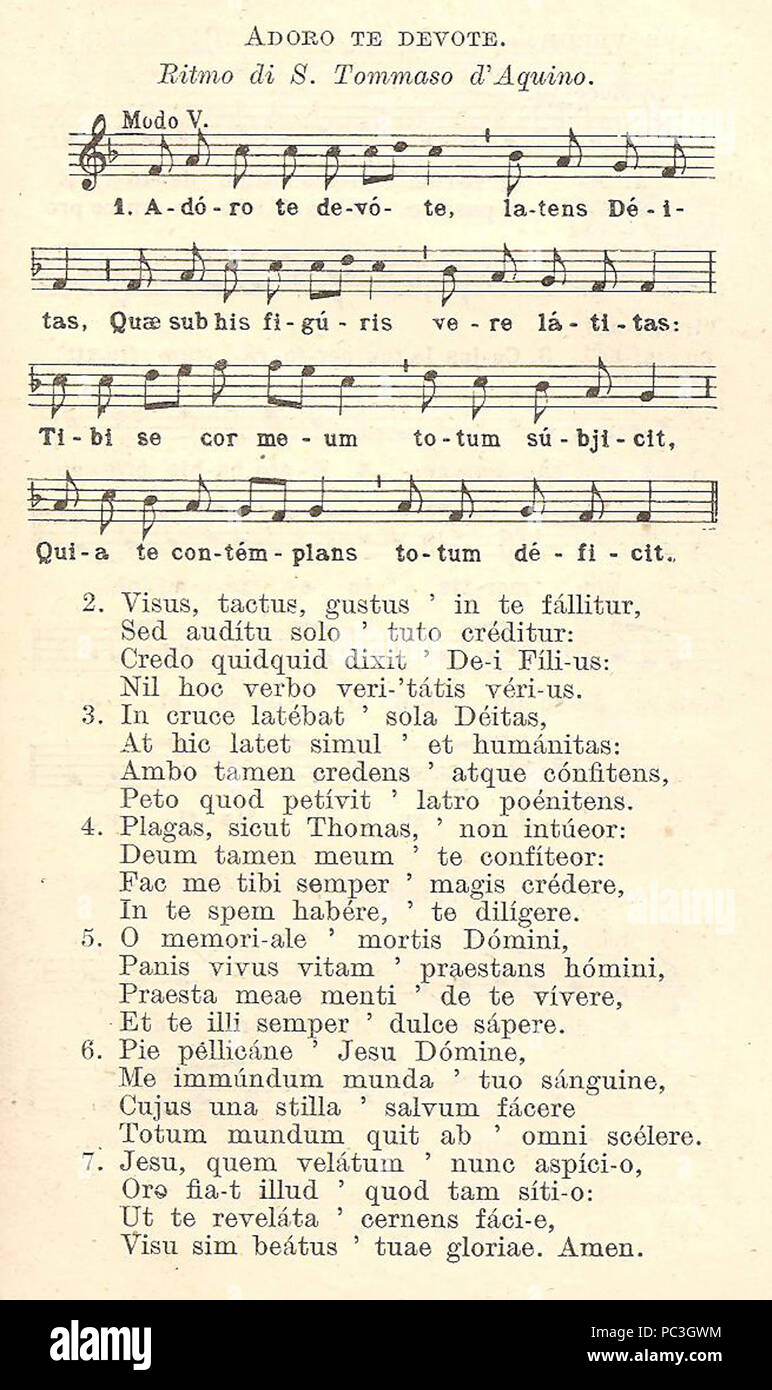 ADORO TE DEVOTE.
Ritmo di S. Tommaso d'Aquino.
Modo V.
1. A-dó-ro te de-vó-te, la-tens Dé-i-
tas, Quæ sub his fi-gú-ris ve-re lá-ti-tas:
Ti-bi se cor me-um to-tum sú-bji-cit,
Qui-a te con-tém-plans to-tum dé-fi-cit.
2. Visus, tactus, gustus ’ in te fállitur,
Sed audítu solo ’ tuto créditur:
Credo quidquid dixit ’ De-i Fíli-us:
Nil hoc verbo veri-’tátis véri-us.
3. In cruce latébat ’ sola Déitas,
At hic latet simul ’ et humánitas:
Ambo tamen credens ’ atque cónfitens,
Peto quod petívit ’ latro poénitens.
4. Plagas, sicut Thomas, ’ non intúeor:
Deum tamen meum ’ te confíteor:
Fac me tibi semper ’ magis crédere,
In te spem habére, ’ te dilígere.
5. O memori-ale ’ mortis Dómini,
Panis vivus vitam ’ praestans hómini,
Praesta meae menti ’ de te vívere,
Et te illi semper ’ dulce sápere.
6. Pie péllicáne ’ Jesu Dómine,
Me immúndum munda ’ tuo sánguine,
Cujus una stilla ’ salvum fácere
Totum mundum quit ab ’ omni scélere.
7. Jesu, quem velátum ’ nunc aspíci-o,
Oro fia-t illud ’ quod tam síti-o:
Ut te reveláta ’ cernens fáci-e,
Visu sim beátus ’ tuae gloriae. Amen.
alamy
Image ID: PC3GWM
www.alamy.com